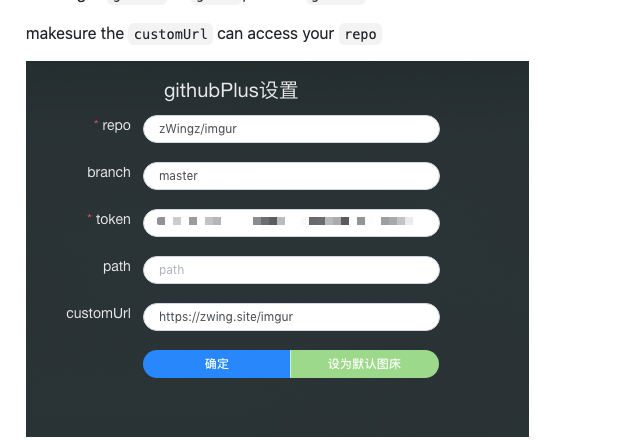 makesure the customUrl can access your repo
githubPlus设置
* repo
zWingz/imgur
branch
master
* token
path
path
customUrl
https://zwing.site/imgur
确定
设为默认图床